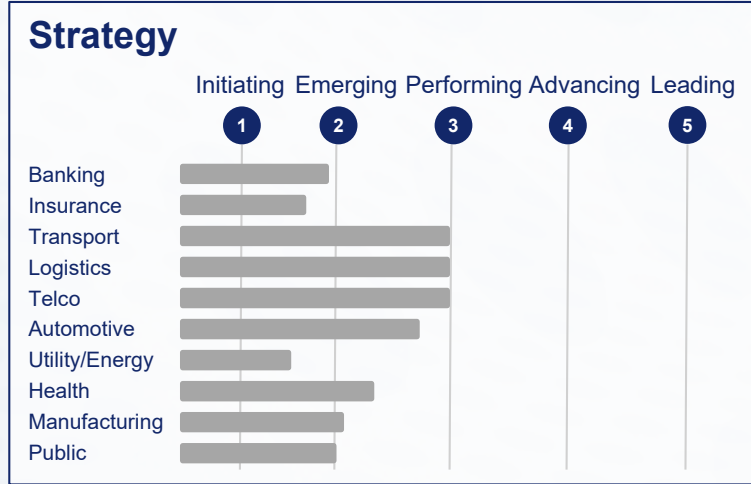 Strategy
Initiating Emerging Performing Advancing Leading
1 2 3 4 5
Banking
Insurance
Transport
Logistics
Telco
Automotive
Utility/Energy
Health
Manufacturing
Public